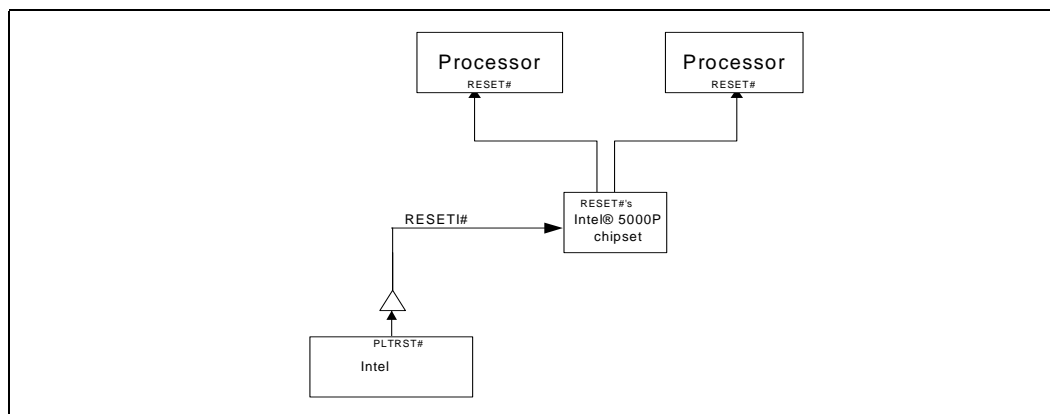 Processor
RESET#
Processor
RESET#
RESET#'s
Intel® 5000P
chipset
RESETI#
PLTRST#
Intel